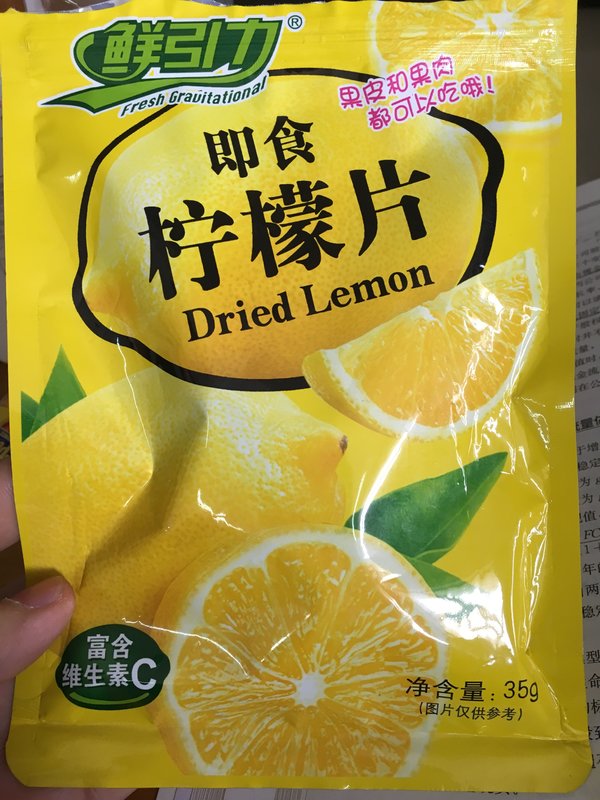 鲜引力®
Fresh Gravitational
果皮和果肉
都可以吃哦!
即食
柠檬片
Dried Lemon
富含
维生素C
净含量: 35g
(图片仅供参考)